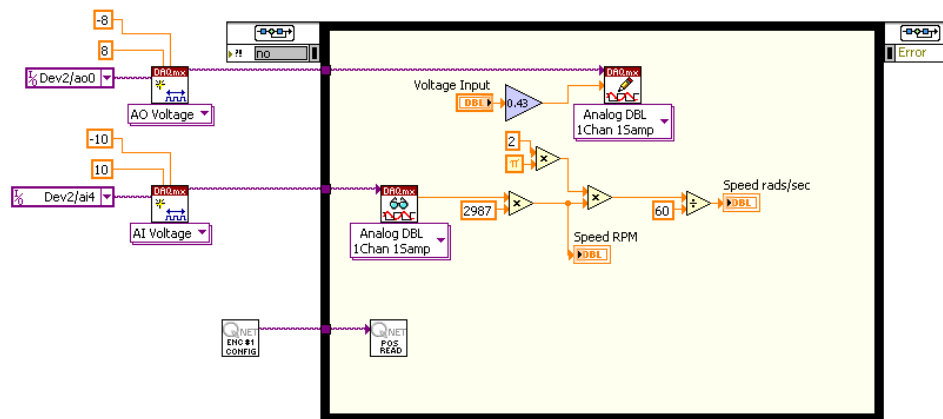 -8
8
Dev2/ao0
DAQmx
AO Voltage
-10
10
Dev2/ai4
DAQmx
AI Voltage
?!
no
Error
Voltage Input
DBL
0.43
DAQmx
Analog DBL
1Chan 1Samp
2
π
×
DAQmx
Analog DBL
1Chan 1Samp
2987
×
×
60
÷
Speed rads/sec
DBL
Speed RPM
DBL
QNET
ENC #1
CONFIG
QNET
POS
READ